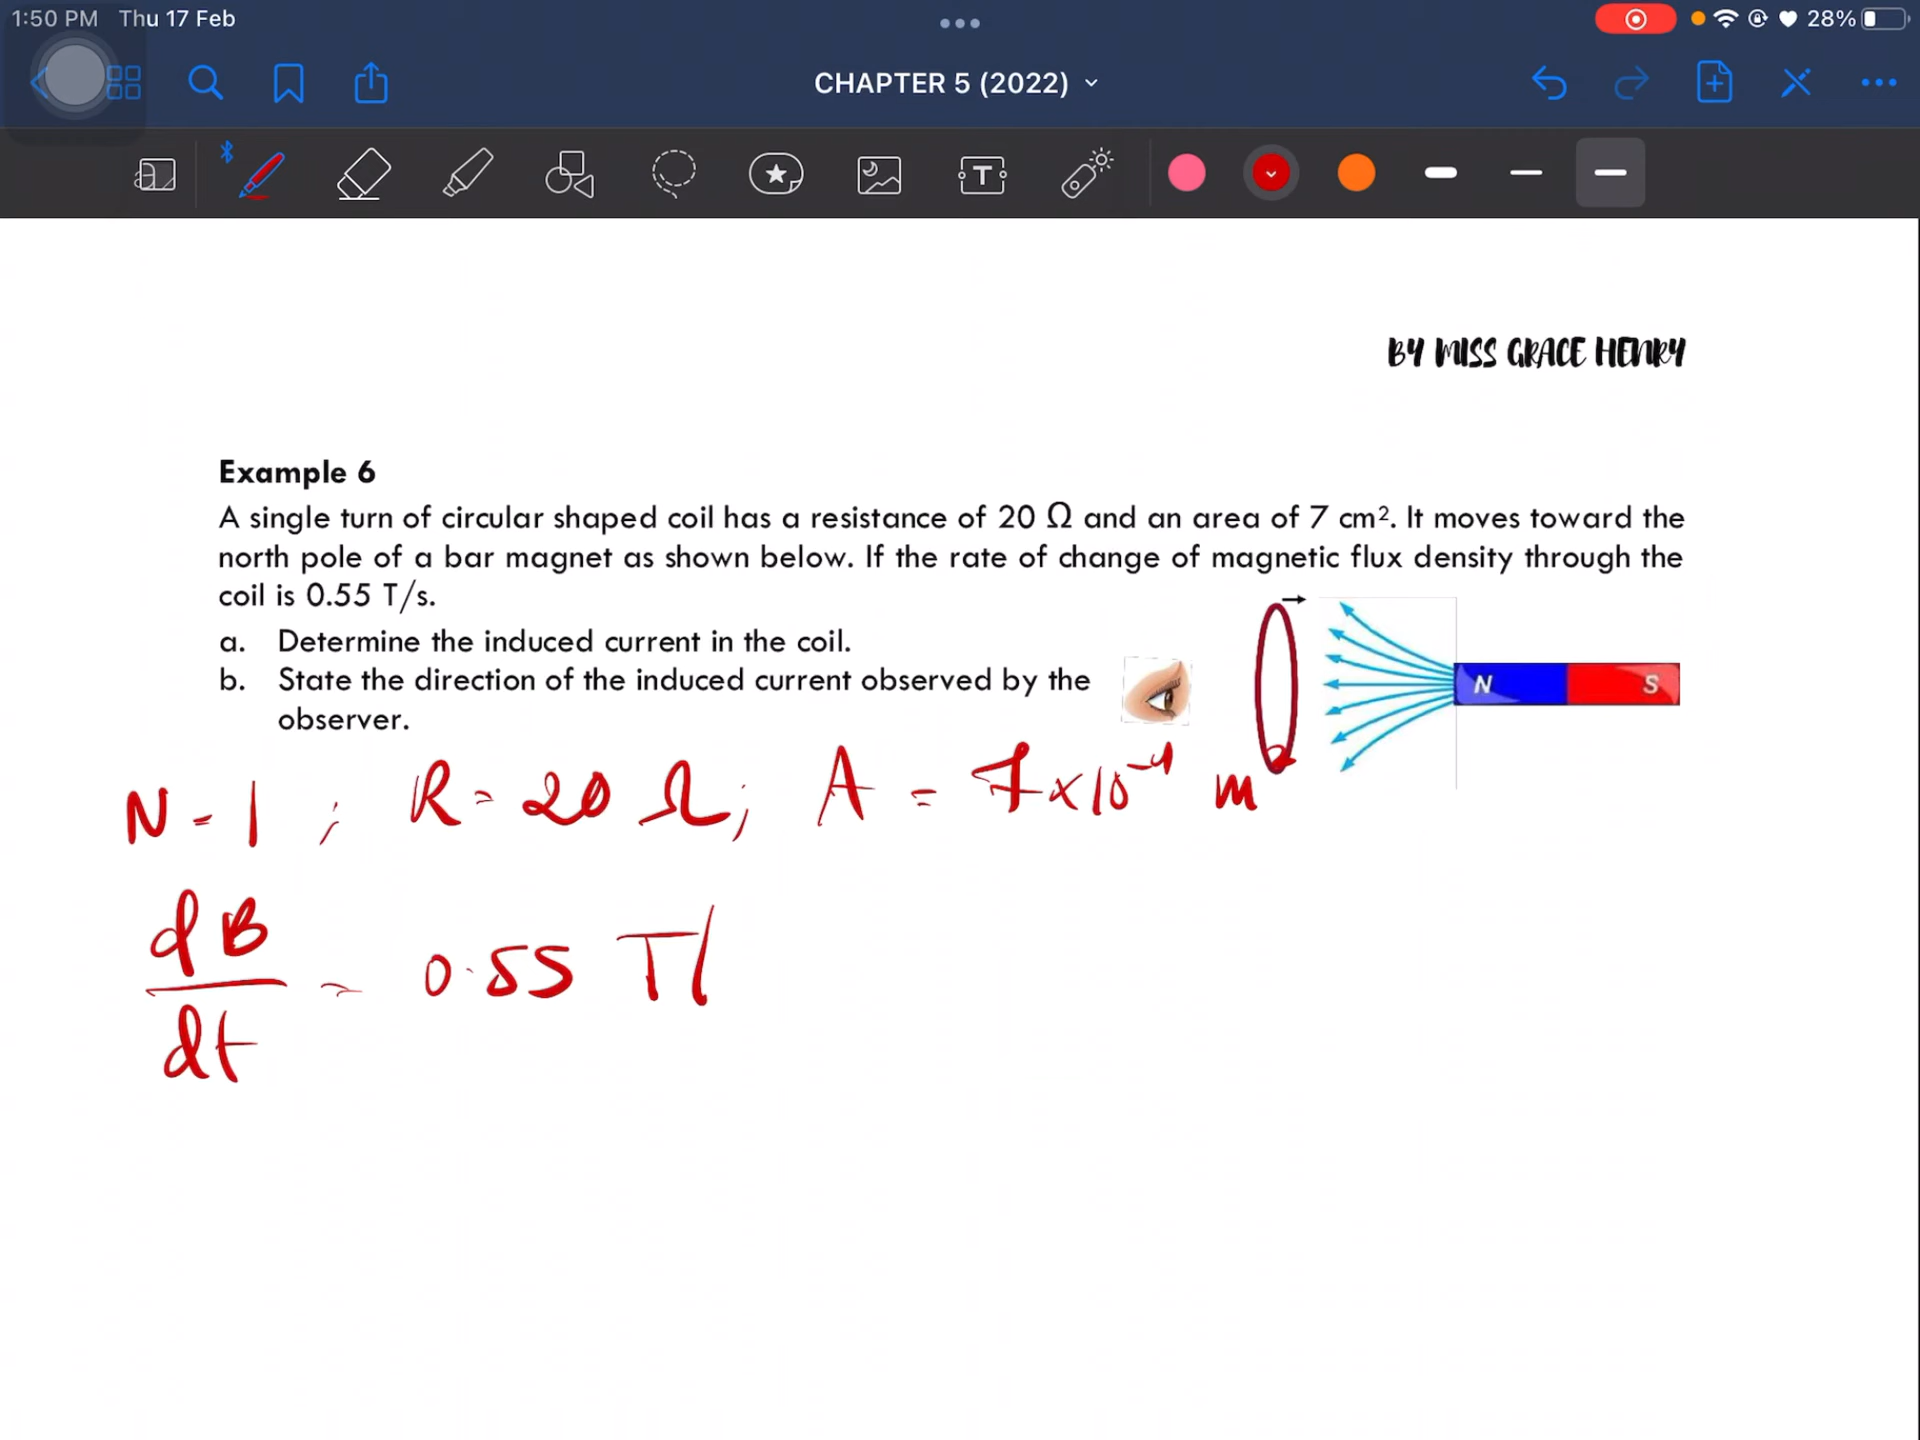 1:50 PM Thu 17 Feb
28%
CHAPTER 5 (2022)
T
BY MISS GRACE HENRY
Example 6
A single turn of circular shaped coil has a resistance of 20 Ω and an area of 7 cm². It moves toward the
north pole of a bar magnet as shown below. If the rate of change of magnetic flux density through the
coil is 0.55 T/s.
a. Determine the induced current in the coil.
b. State the direction of the induced current observed by the
observer.
N S
N = 1 ; R = 20 Ω; A = 7 x 10⁻⁴ m²
dB/dt = 0.55 T/